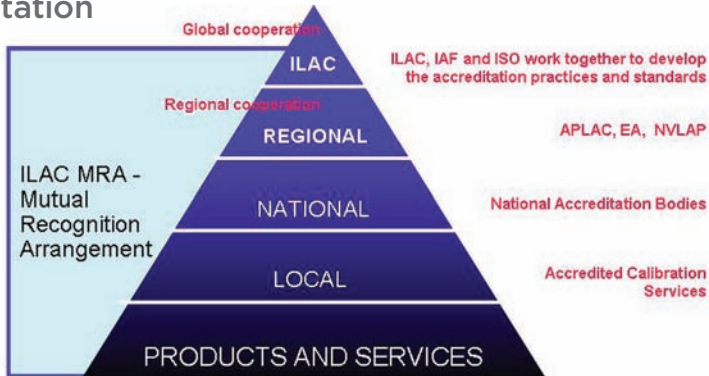 tation
Global cooperation
ILAC
ILAC, IAF and ISO work together to develop
the accreditation practices and standards
Regional cooperation
REGIONAL
APLAC, EA, NVLAP
ILAC MRA -
Mutual
Recognition
Arrangement
NATIONAL
National Accreditation Bodies
LOCAL
Accredited Calibration
Services
PRODUCTS AND SERVICES